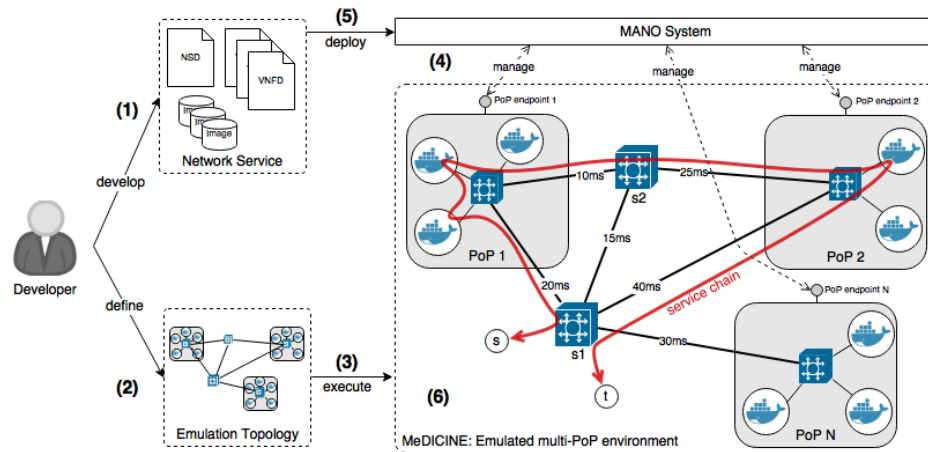 (5)
deploy
MANO System
NSD
VNFD
image
Network Service
(1)
develop
(4)
manage
manage
manage
PoP endpoint 1
PoP endpoint 2
10ms
25ms
s2
15ms
PoP 1
PoP 2
Developer
20ms
40ms
service chain
PoP endpoint N
define
s
s1
30ms
(2)
(3)
execute
t
(6)
Emulation Topology
MeDICINE: Emulated multi-PoP environment
PoP N